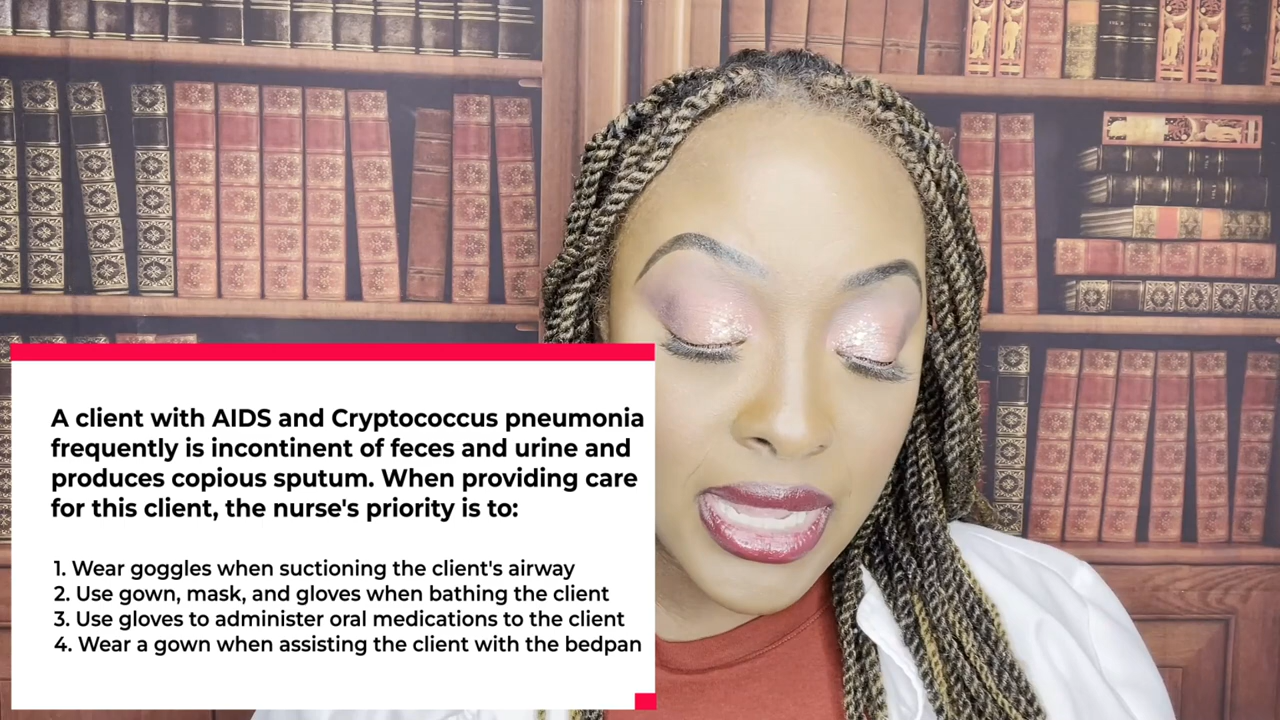 A client with AIDS and Cryptococcus pneumonia
frequently is incontinent of feces and urine and
produces copious sputum. When providing care
for this client, the nurse's priority is to:
1. Wear goggles when suctioning the client's airway
2. Use gown, mask, and gloves when bathing the client
3. Use gloves to administer oral medications to the client
4. Wear a gown when assisting the client with the bedpan